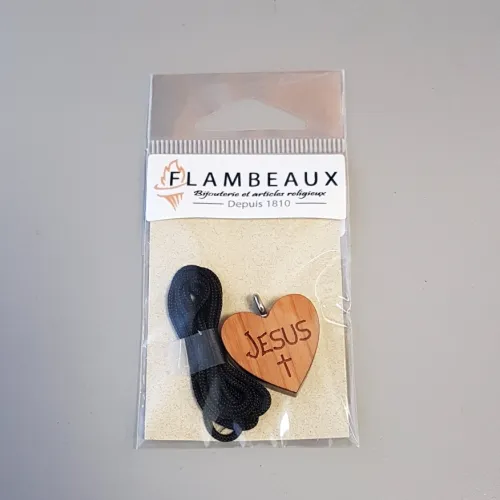 FLAMBEAUX
Bijouterie et articles religieux
Depuis 1810
JESUS